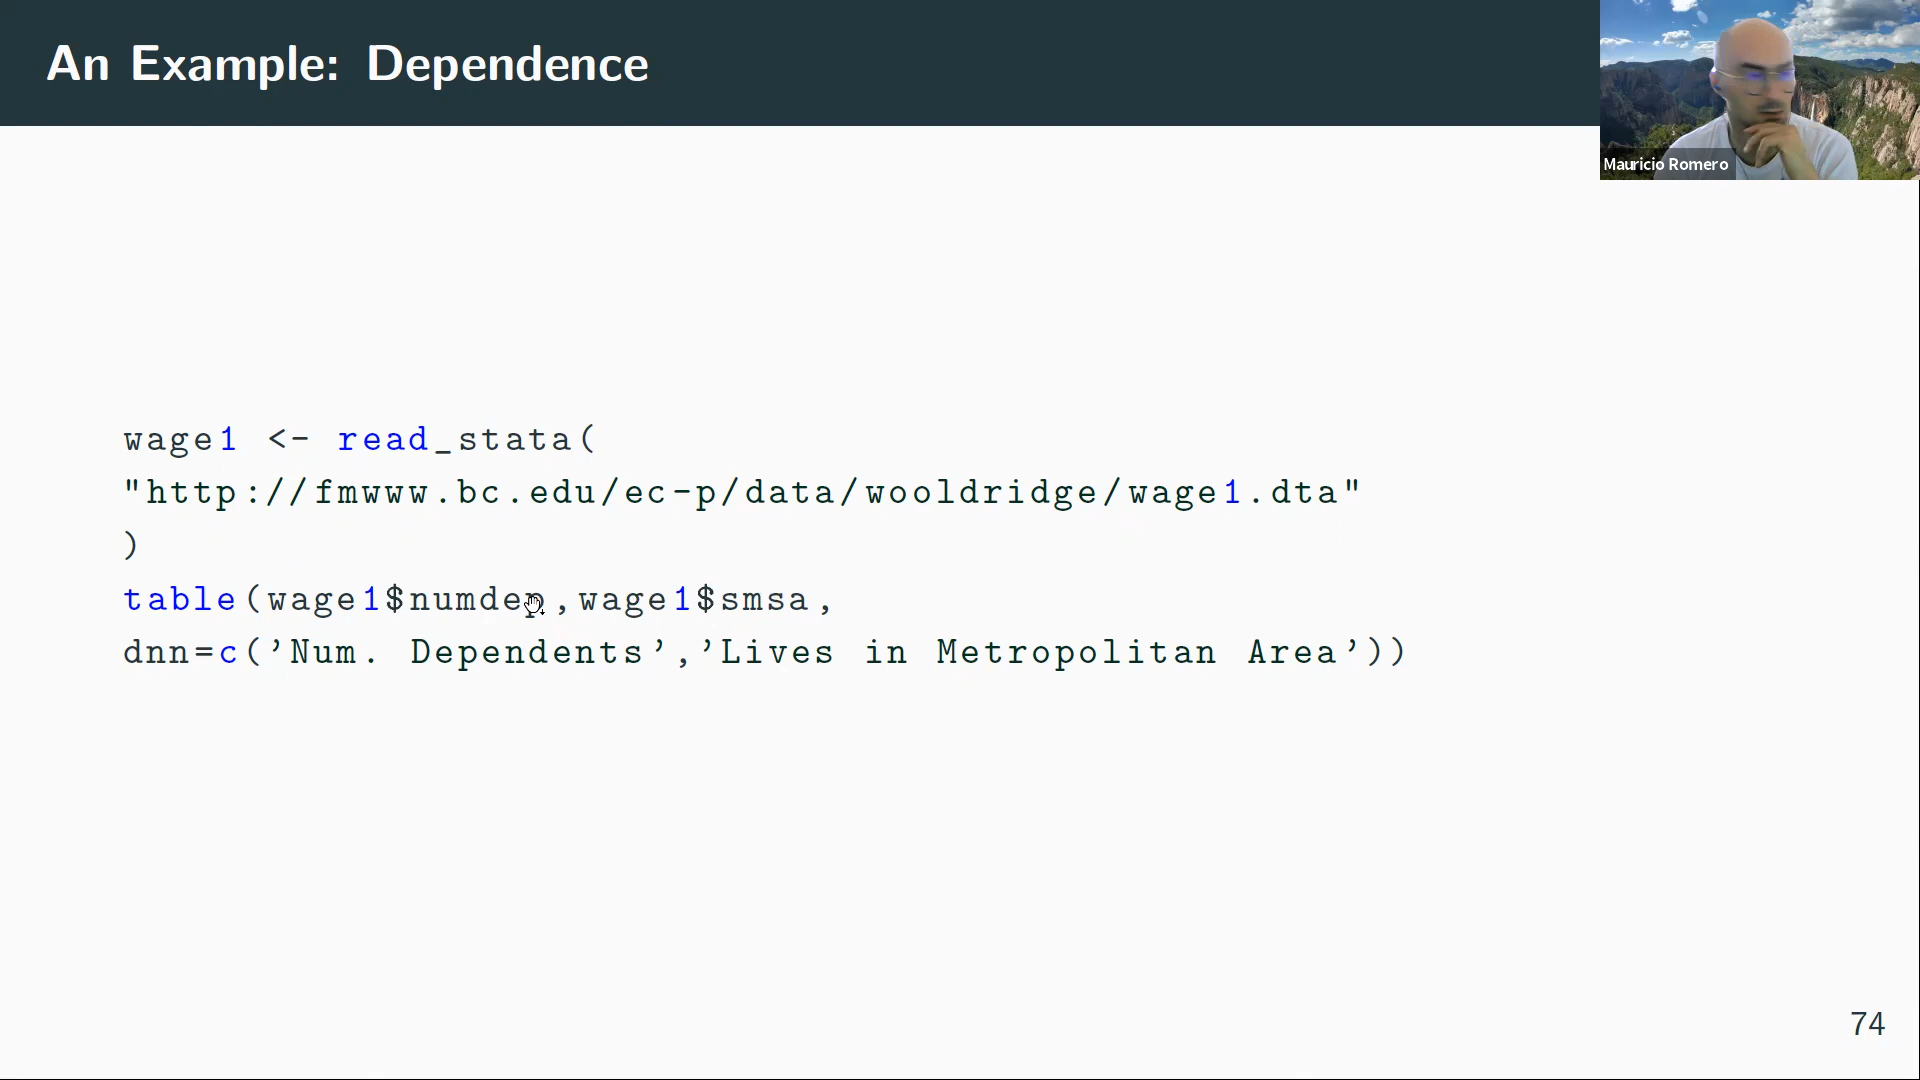 An Example: Dependence
Mauricio Romero
wage1 <- read_stata(
"http://fmwww.bc.edu/ec-p/data/wooldridge/wage1.dta"
)
table(wage1$numdep,wage1$smsa,
dnn=c('Num. Dependents','Lives in Metropolitan Area'))
74